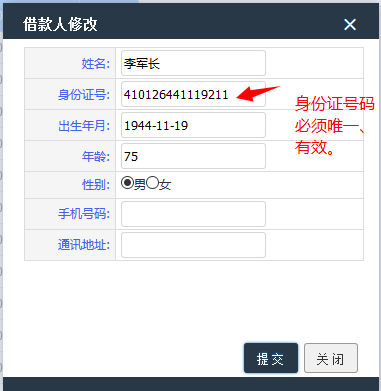 借款人修改
姓名: 李军长
身份证号: 410126441119211
出生年月: 1944-11-19
年龄: 75
性别: 男 女
手机号码:
通讯地址:
身份证号码
必须唯一、
有效。
提交 关闭